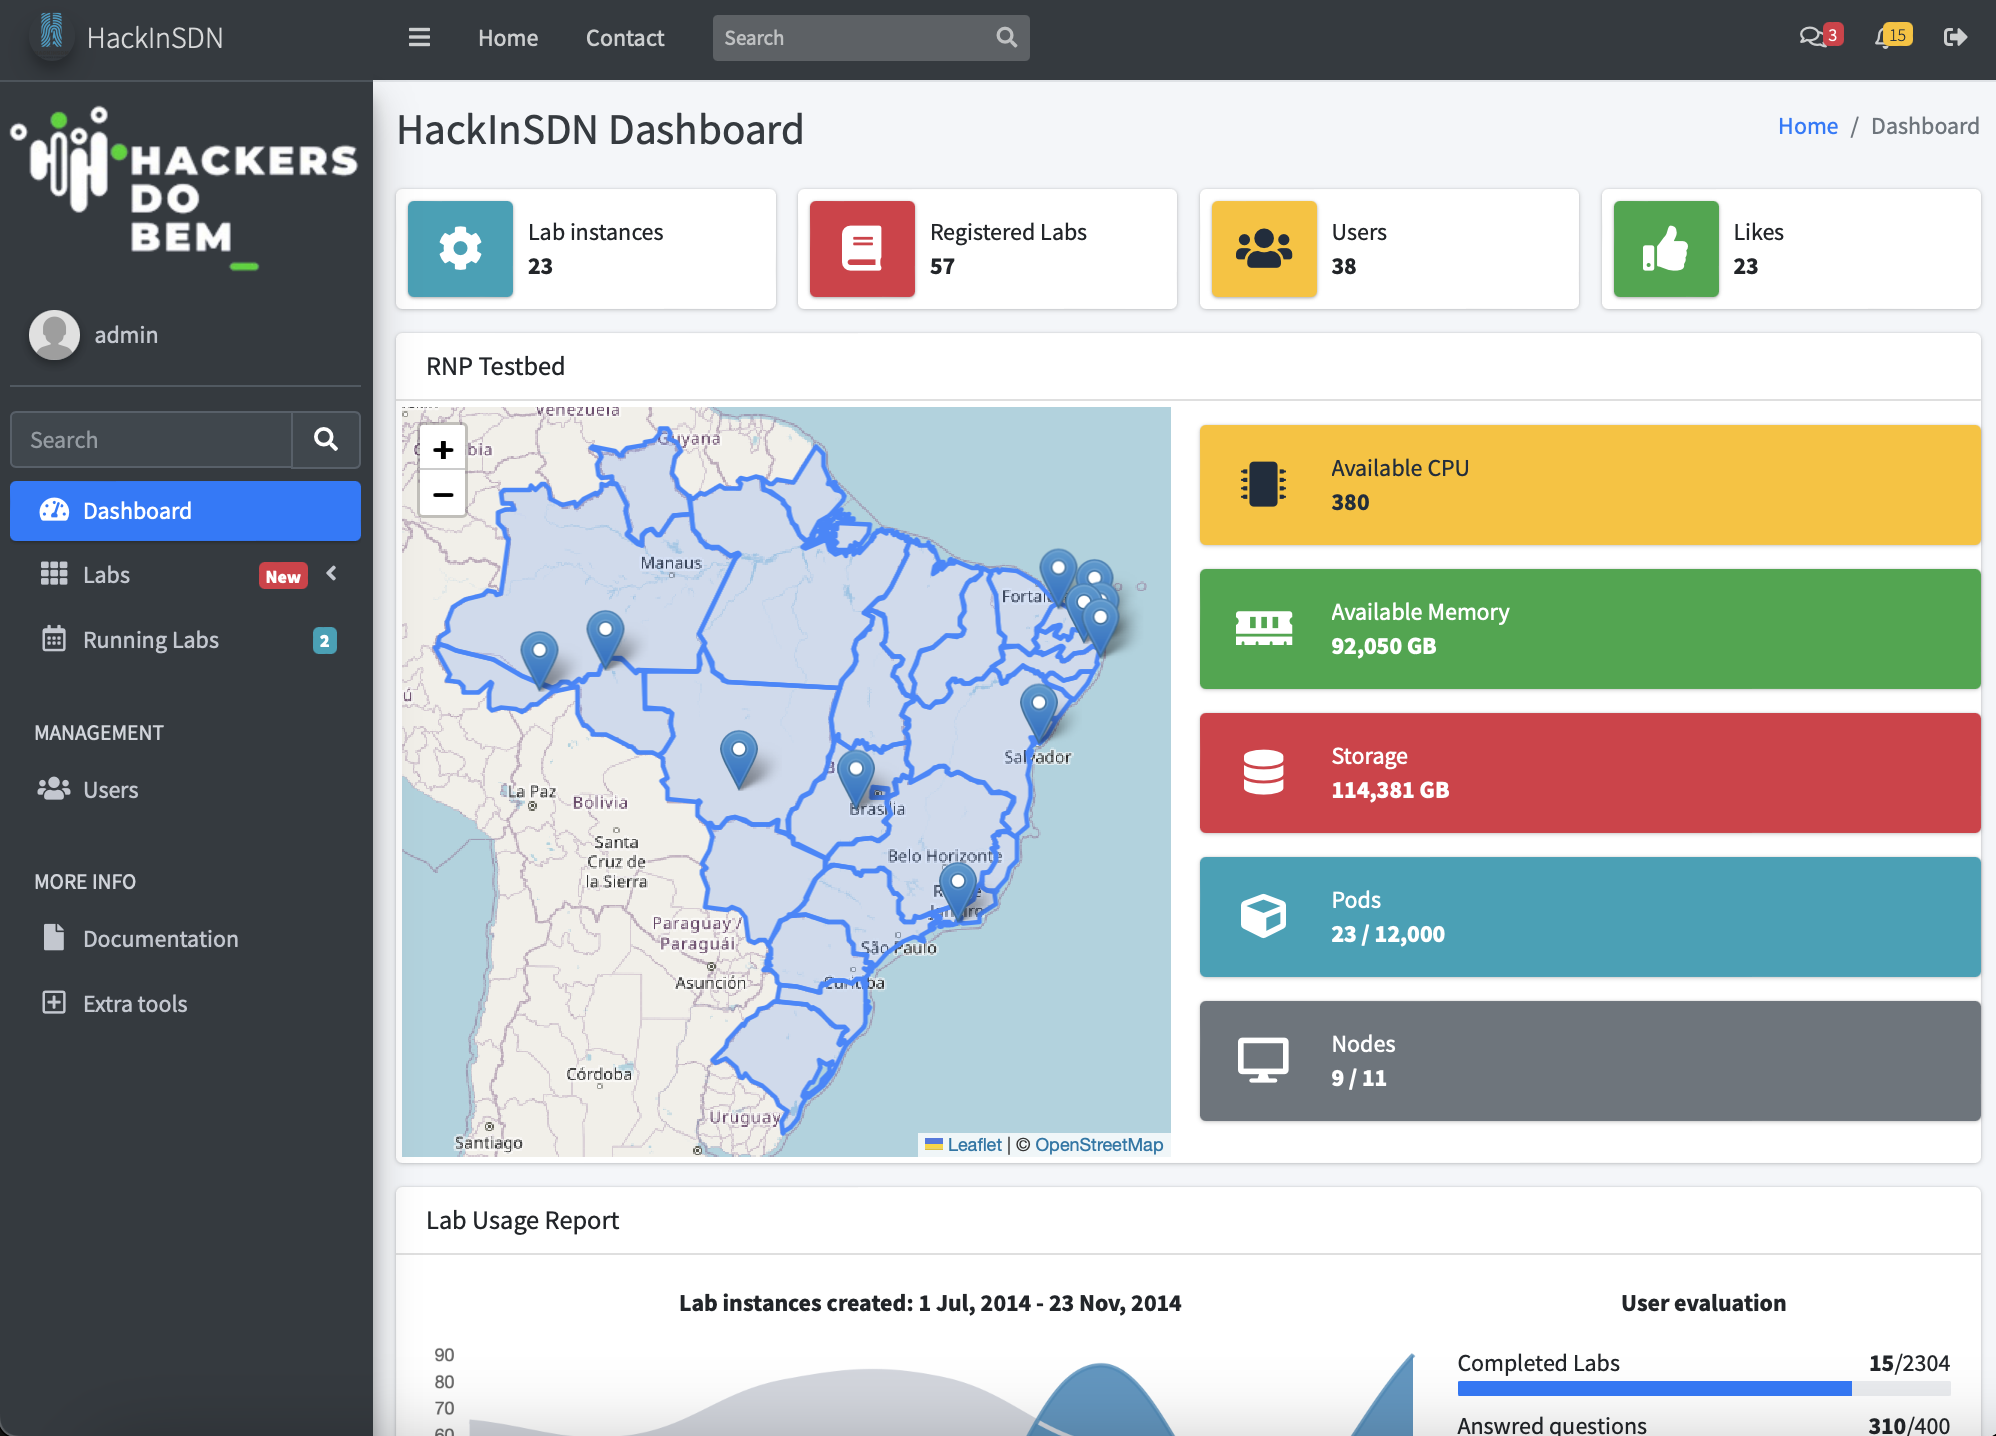 HackInSDN
Home
Contact
Search
3
15
HACKERS
DO
BEM
admin
Search
Dashboard
Labs
New
Running Labs
2
MANAGEMENT
Users
MORE INFO
Documentation
Extra tools
HackInSDN Dashboard
Home / Dashboard
Lab instances
23
Registered Labs
57
Users
38
Likes
23
RNP Testbed
+
−
Venezuela
Guyana
bia
Manaus
Fortal
Salvador
Brasília
La Paz
Bolivia
Santa
Cruz de
la Sierra
Belo Horizonte
Paraguay /
Paraguái
São Paulo
Asunción
Curitiba
Córdoba
Uruguay
Santiago
Leaflet | © OpenStreetMap
Available CPU
380
Available Memory
92,050 GB
Storage
114,381 GB
Pods
23 / 12,000
Nodes
9 / 11
Lab Usage Report
Lab instances created: 1 Jul, 2014 - 23 Nov, 2014
90
80
70
60
User evaluation
Completed Labs
15/2304
Answred questions
310/400